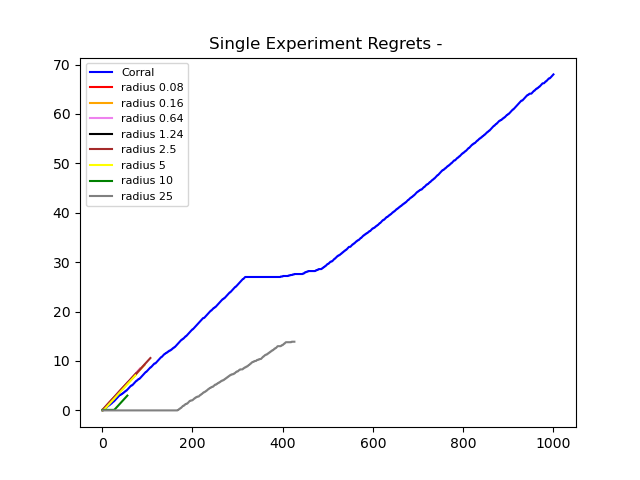 Single Experiment Regrets -
Corral
radius 0.08
radius 0.16
radius 0.64
radius 1.24
radius 2.5
radius 5
radius 10
radius 25
70
60
50
40
30
20
10
0
0 200 400 600 800 1000